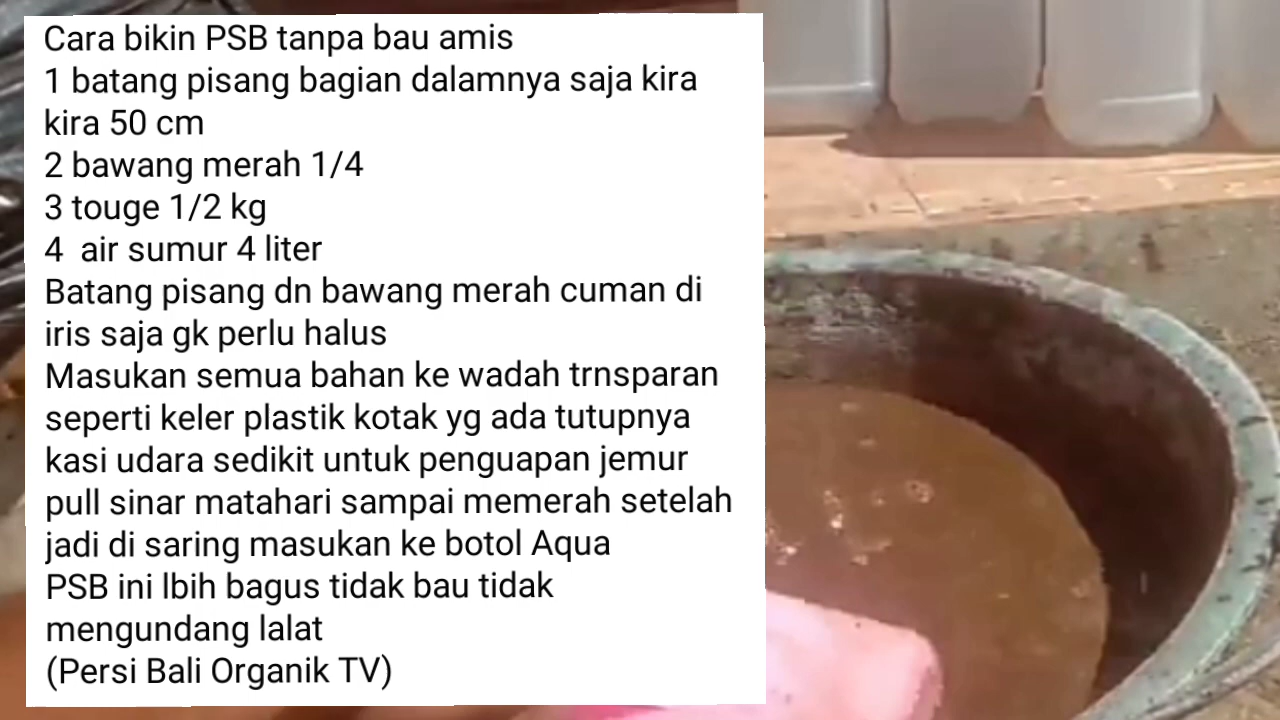 Cara bikin PSB tanpa bau amis
1 batang pisang bagian dalamnya saja kira
kira 50 cm
2 bawang merah 1/4
3 touge 1/2 kg
4  air sumur 4 liter
Batang pisang dn bawang merah cuman di
iris saja gk perlu halus
Masukan semua bahan ke wadah trnsparan
seperti keler plastik kotak yg ada tutupnya
kasi udara sedikit untuk penguapan jemur
pull sinar matahari sampai memerah setelah
jadi di saring masukan ke botol Aqua
PSB ini lbih bagus tidak bau tidak
mengundang lalat
(Persi Bali Organik TV)